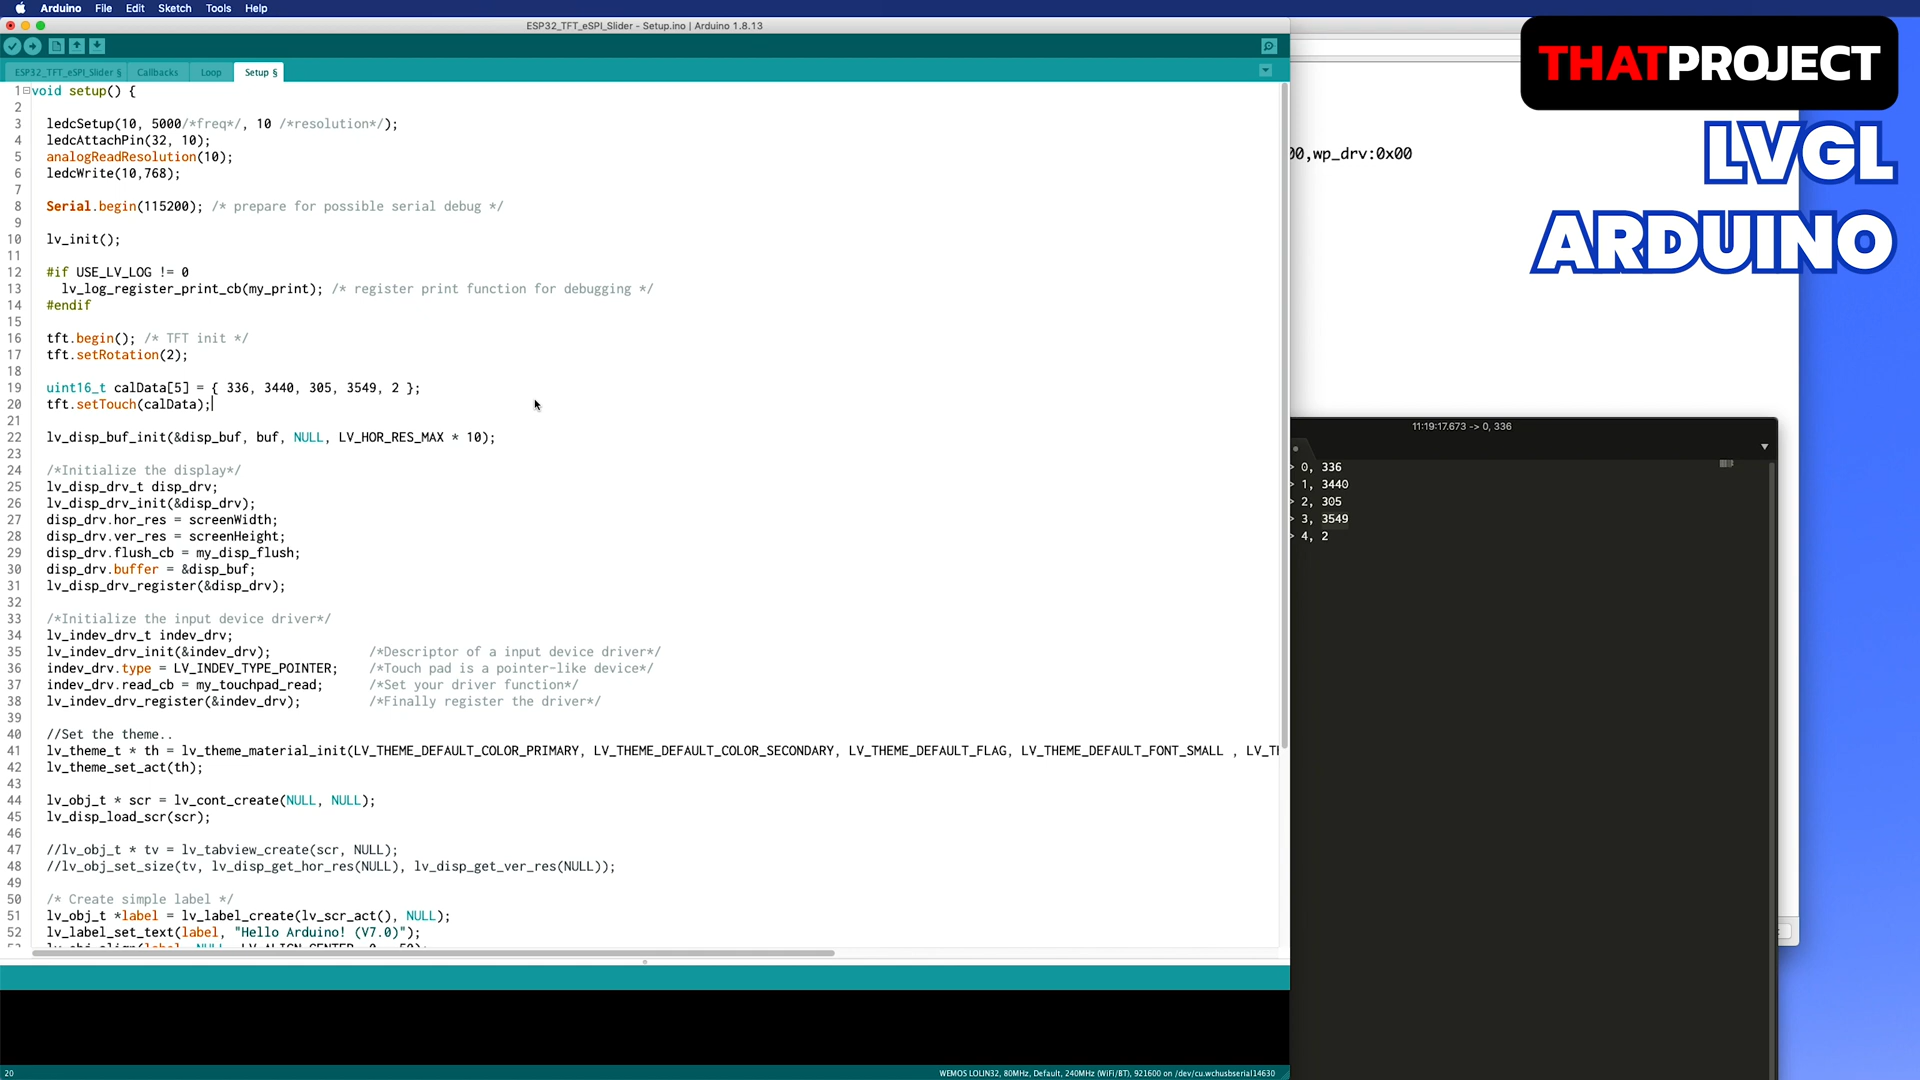 Arduino File Edit Sketch Tools Help
ESP32_TFT_eSPI_Slider - Setup.ino | Arduino 1.8.13
ESP32_TFT_eSPI_Slider § Callbacks Loop Setup §
1 void setup() {
2
3 ledcSetup(10, 5000/*freq*/, 10 /*resolution*/);
4 ledcAttachPin(32, 10);
5 analogReadResolution(10);
6 ledcWrite(10,768);
7
8 Serial.begin(115200); /* prepare for possible serial debug */
9
10 lv_init();
11
12 #if USE_LV_LOG != 0
13 lv_log_register_print_cb(my_print); /* register print function for debugging */
14 #endif
15
16 tft.begin(); /* TFT init */
17 tft.setRotation(2);
18
19 uint16_t calData[5] = { 336, 3440, 305, 3549, 2 };
20 tft.setTouch(calData);
21
22 lv_disp_buf_init(&disp_buf, buf, NULL, LV_HOR_RES_MAX * 10);
23
24 /*Initialize the display*/
25 lv_disp_drv_t disp_drv;
26 lv_disp_drv_init(&disp_drv);
27 disp_drv.hor_res = screenWidth;
28 disp_drv.ver_res = screenHeight;
29 disp_drv.flush_cb = my_disp_flush;
30 disp_drv.buffer = &disp_buf;
31 lv_disp_drv_register(&disp_drv);
32
33 /*Initialize the input device driver*/
34 lv_indev_drv_t indev_drv;
35 lv_indev_drv_init(&indev_drv); /*Descriptor of a input device driver*/
36 indev_drv.type = LV_INDEV_TYPE_POINTER; /*Touch pad is a pointer-like device*/
37 indev_drv.read_cb = my_touchpad_read; /*Set your driver function*/
38 lv_indev_drv_register(&indev_drv); /*Finally register the driver*/
39
40 //Set the theme..
41 lv_theme_t * th = lv_theme_material_init(LV_THEME_DEFAULT_COLOR_PRIMARY, LV_THEME_DEFAULT_COLOR_SECONDARY, LV_THEME_DEFAULT_FLAG, LV_THEME_DEFAULT_FONT_SMALL , LV_T
42 lv_theme_set_act(th);
43
44 lv_obj_t * scr = lv_cont_create(NULL, NULL);
45 lv_disp_load_scr(scr);
46
47 //lv_obj_t * tv = lv_tabview_create(scr, NULL);
48 //lv_obj_set_size(tv, lv_disp_get_hor_res(NULL), lv_disp_get_ver_res(NULL));
49
50 /* Create simple label */
51 lv_obj_t *label = lv_label_create(lv_scr_act(), NULL);
52 lv_label_set_text(label, "Hello Arduino! (V7.0)");
20
WEMOS LOLIN32, 80MHz, Default, 240MHz (WiFi/BT), 921600 on /dev/cu.wchusbserial14630
THATPROJECT
LVGL
ARDUINO
00,wp_drv:0x00
11:19:17.673 -> 0, 336
> 0, 336
> 1, 3440
> 2, 305
> 3, 3549
> 4, 2